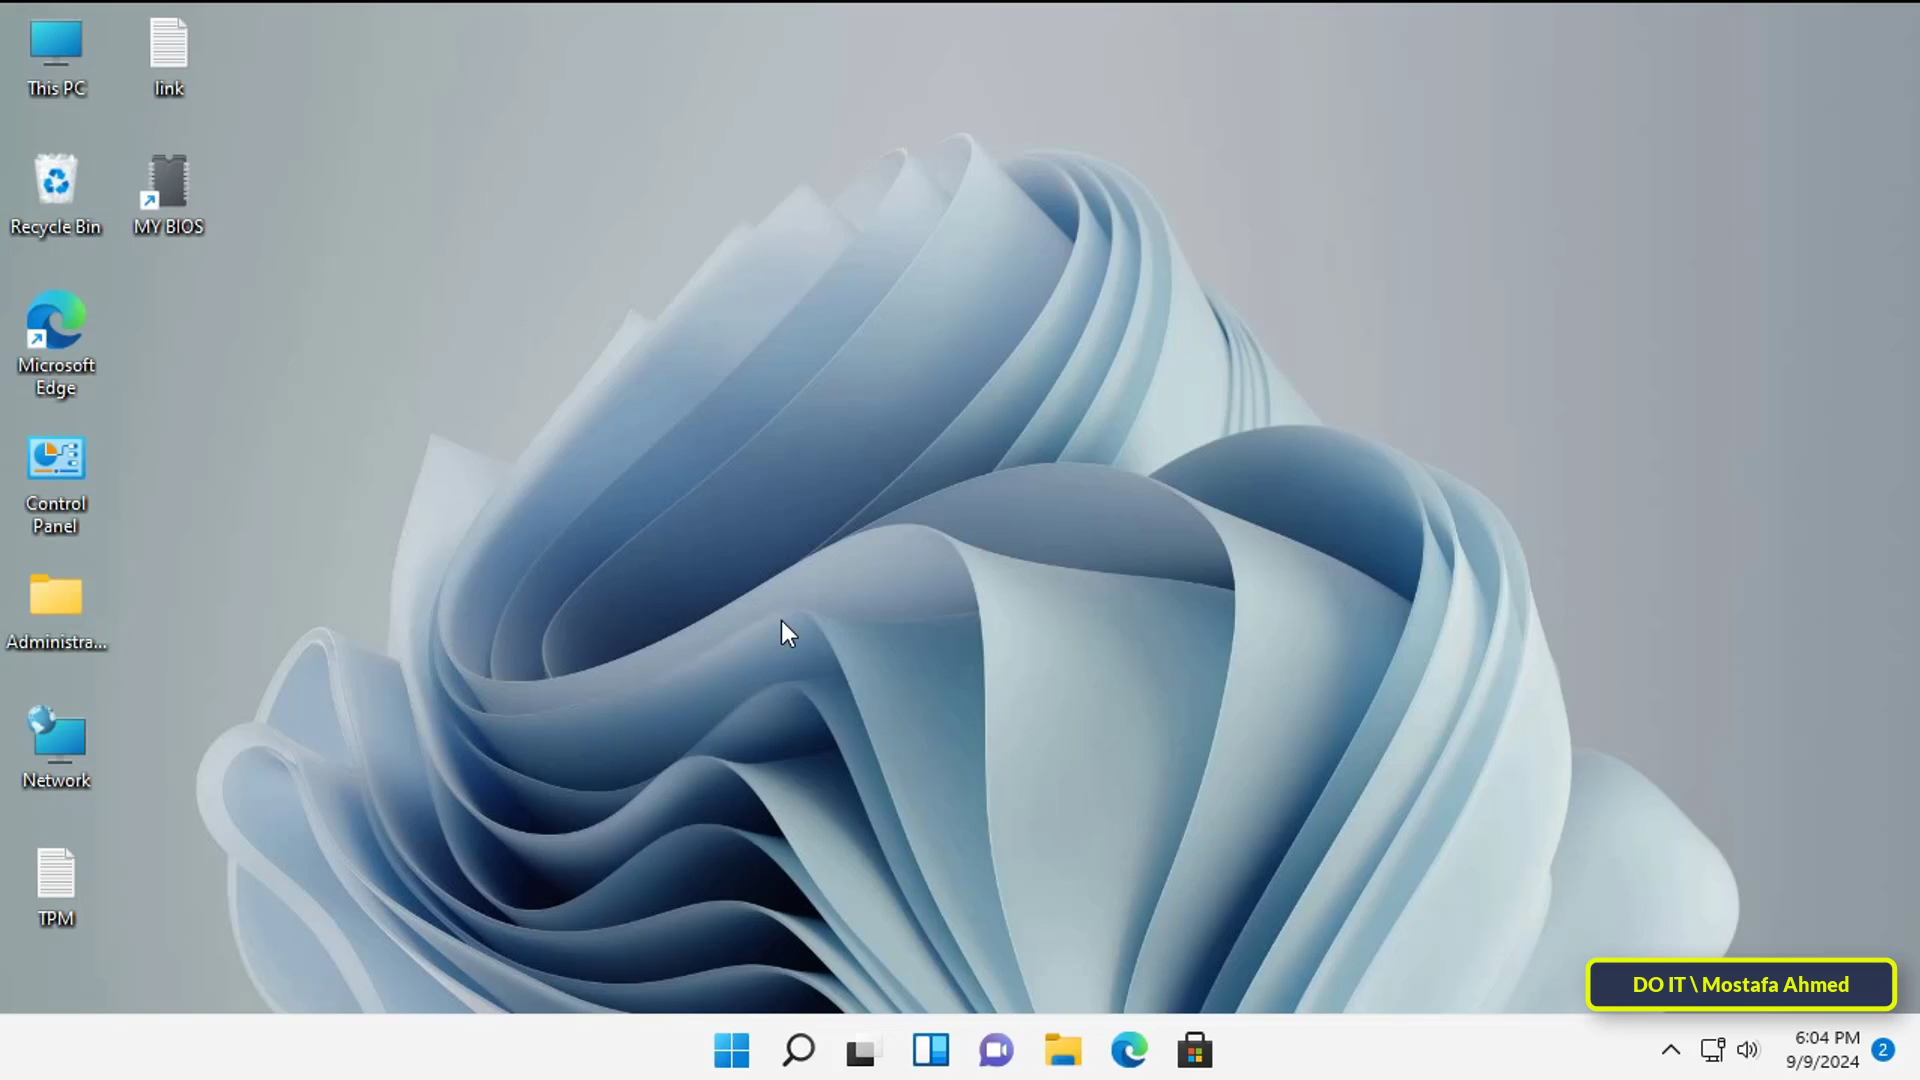 This PC
link
Recycle Bin
MY BIOS
Microsoft
Edge
Control
Panel
Administra...
Network
TPM
DO IT \ Mostafa Ahmed
6:04 PM
9/9/2024
2